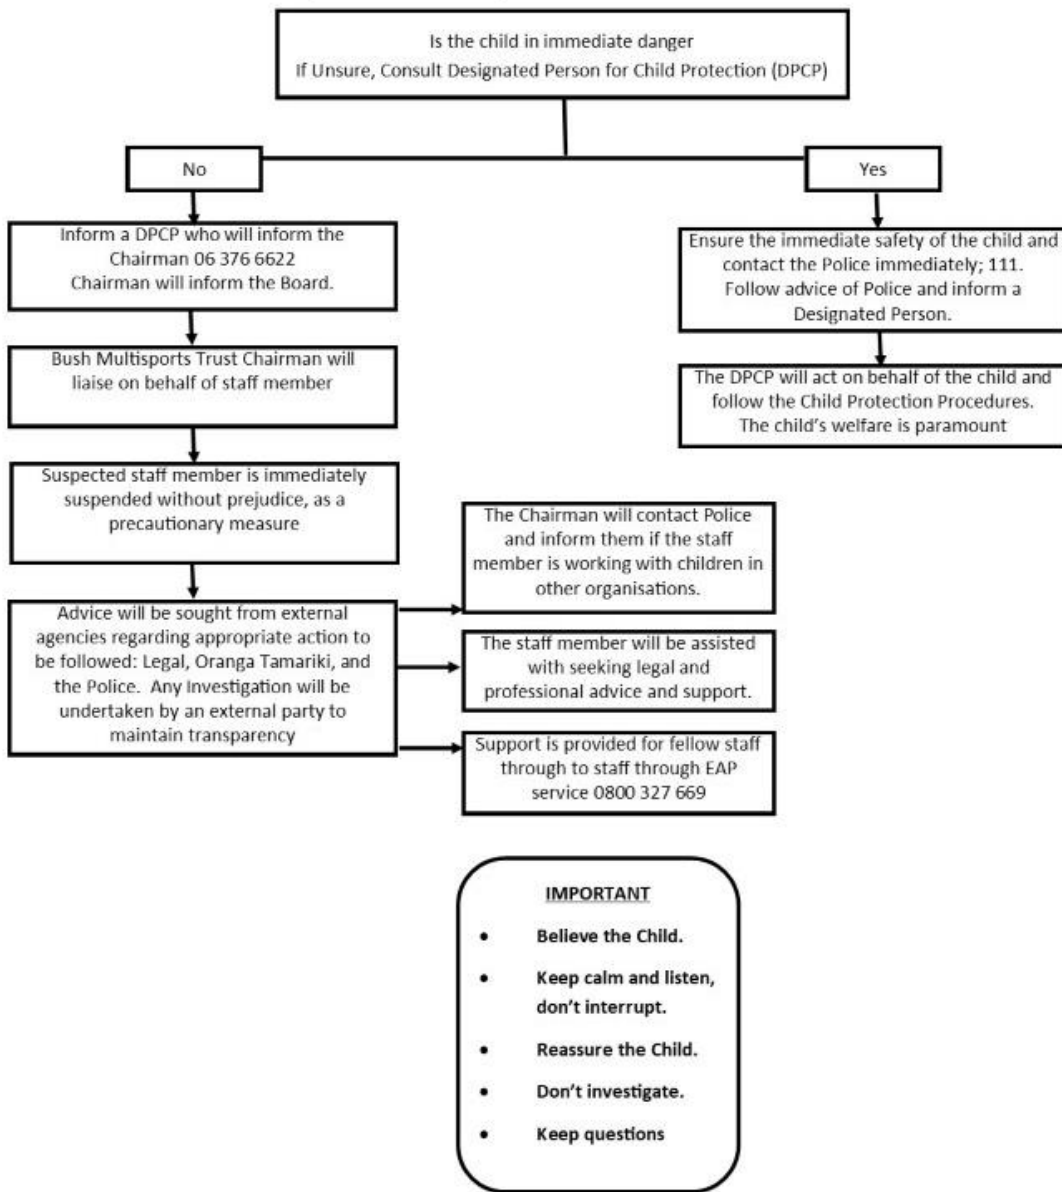 Is the child in immediate danger
If Unsure, Consult Designated Person for Child Protection (DPCP)
No
Yes
Inform a DPCP who will inform the
Chairman 06 376 6622
Chairman will inform the Board.
Ensure the immediate safety of the child and
contact the Police immediately; 111.
Follow advice of Police and inform a
Designated Person.
Bush Multisports Trust Chairman will
liaise on behalf of staff member
The DPCP will act on behalf of the child and
follow the Child Protection Procedures.
The child's welfare is paramount
Suspected staff member is immediately
suspended without prejudice, as a
precautionary measure
The Chairman will contact Police
and inform them if the staff
member is working with children in
other organisations.
Advice will be sought from external
agencies regarding appropriate action to
be followed: Legal, Oranga Tamariki, and
the Police.  Any Investigation will be
undertaken by an external party to
maintain transparency
The staff member will be assisted
with seeking legal and
professional advice and support.
Support is provided for fellow staff
through to staff through EAP
service 0800 327 669
IMPORTANT
• Believe the Child.
• Keep calm and listen,
don't interrupt.
• Reassure the Child.
• Don't investigate.
• Keep questions